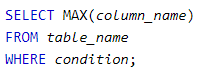 SELECT MAX(column_name)
FROM table_name
WHERE condition;